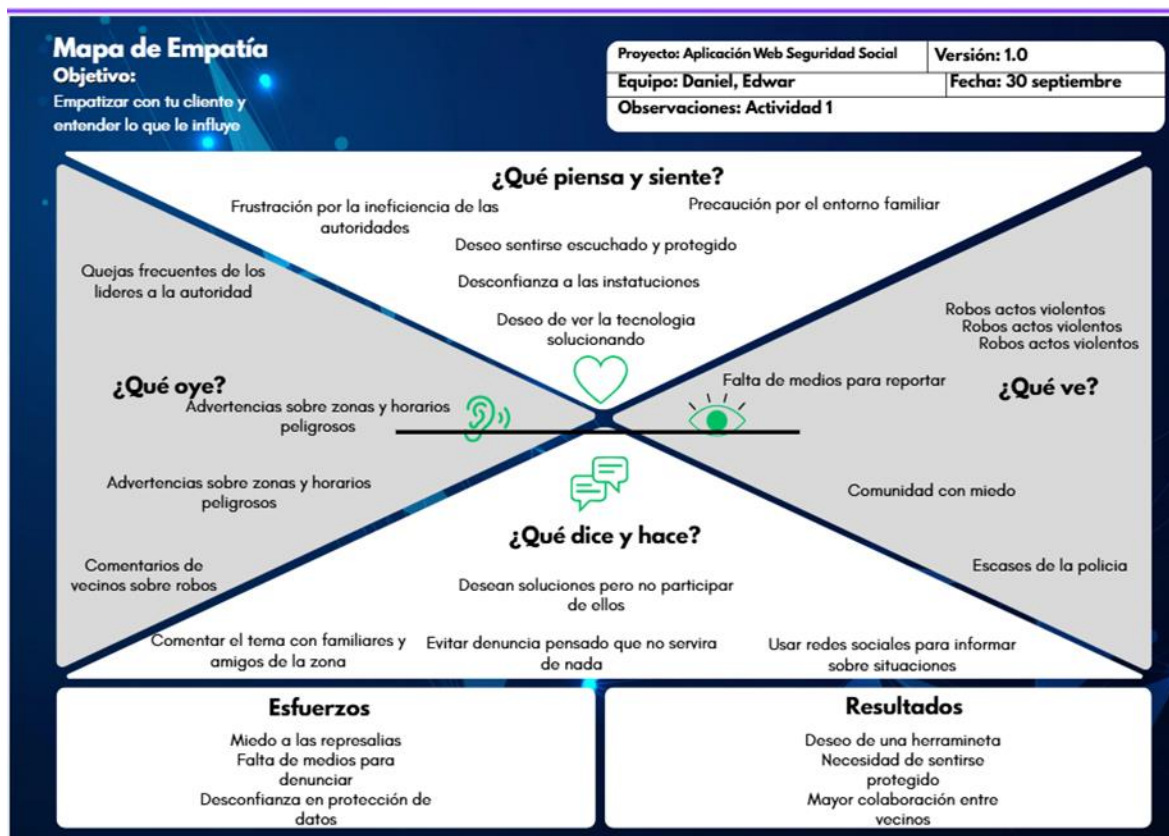 Mapa de Empatía
Objetivo:
Empatizar con tu cliente y
entender lo que le influye
Proyecto: Aplicación Web Seguridad Social
Versión: 1.0
Equipo: Daniel, Edwar
Fecha: 30 septiembre
Observaciones: Actividad 1
¿Qué piensa y siente?
Frustración por la ineficiencia de las
autoridades
Precaución por el entorno familiar
Deseo sentirse escuchado y protegido
Desconfianza a las instatuciones
Deseo de ver la tecnologia
solucionando
Quejas frecuentes de los
lideres a la autoridad
¿Qué oye?
Advertencias sobre zonas y horarios
peligrosos
Advertencias sobre zonas y horarios
peligrosos
Comentarios de
vecinos sobre robos
Robos actos violentos
Robos actos violentos
Robos actos violentos
Falta de medios para reportar
¿Qué ve?
Comunidad con miedo
Escases de la policia
¿Qué dice y hace?
Desean soluciones pero no participar
de ellos
Comentar el tema con familiares y
amigos de la zona
Evitar denuncia pensado que no servira
de nada
Usar redes sociales para informar
sobre situaciones
Esfuerzos
Miedo a las represalias
Falta de medios para
denunciar
Desconfianza en protección de
datos
Resultados
Deseo de una herramineta
Necesidad de sentirse
protegido
Mayor colaboración entre
vecinos